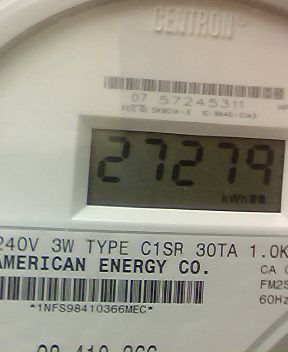 CENTRON
07 57245311
27279
kWh
240V 3W TYPE C1SR 30TA 1.0K
AMERICAN ENERGY CO.
CA 
FM2S
60Hz
*1NFS98410366MEC*